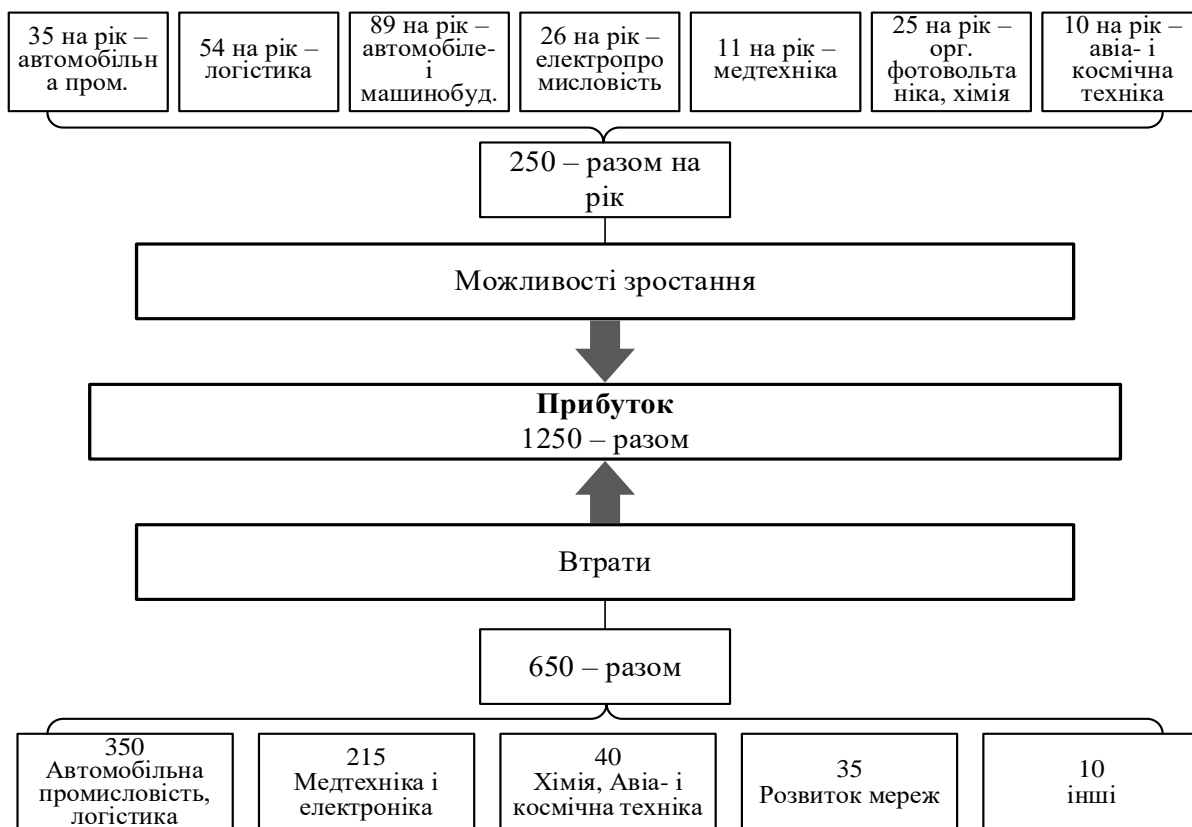 35 на рік –
автомобільн
а пром.
54 на рік –
логістика
89 на рік –
автомобіле-
і
машинобуд.
26 на рік –
електропро
мисловість
11 на рік –
медтехніка
25 на рік –
орг.
фотовольта
ніка, хімія
10 на рік –
авіа- і
космічна
техніка
250 – разом на
рік
Можливості зростання
Прибуток
1250 – разом
Втрати
650 – разом
350
Автомобільна
промисловість,
логістика
215
Медтехніка і
електроніка
40
Хімія, Авіа- і
космічна техніка
35
Розвиток мереж
10
інші